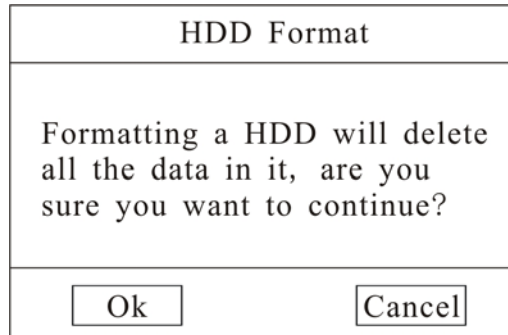 HDD Format
Formatting a HDD will delete
all the data in it, are you
sure you want to continue?
Ok
Cancel